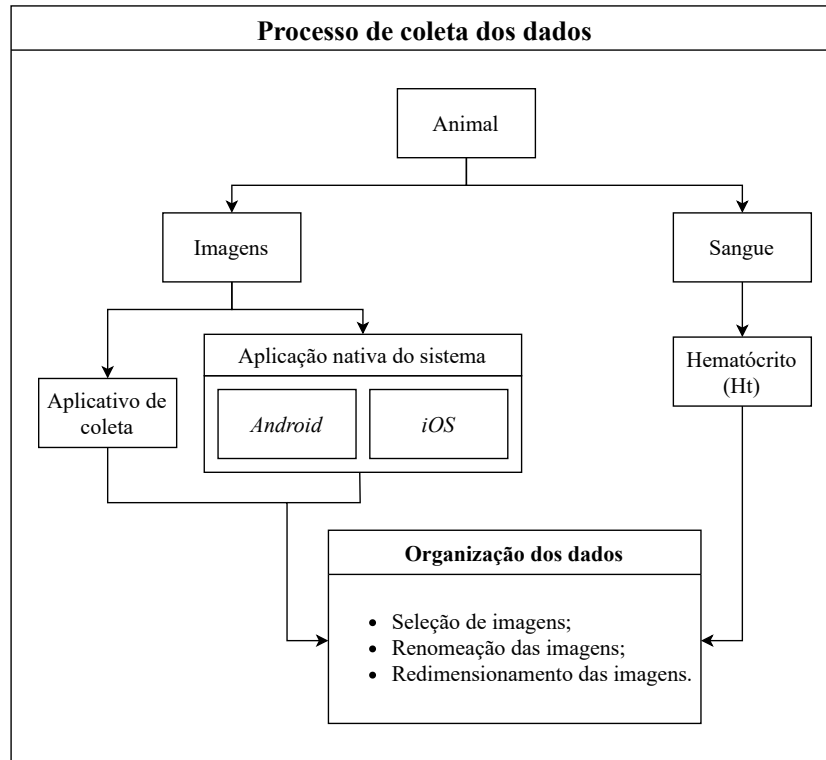 Processo de coleta dos dados
Animal
Imagens
Sangue
Aplicação nativa do sistema
Hematócrito
(Ht)
Aplicativo de
coleta
Android
iOS
Organização dos dados
• Seleção de imagens;
• Renomeação das imagens;
• Redimensionamento das imagens.